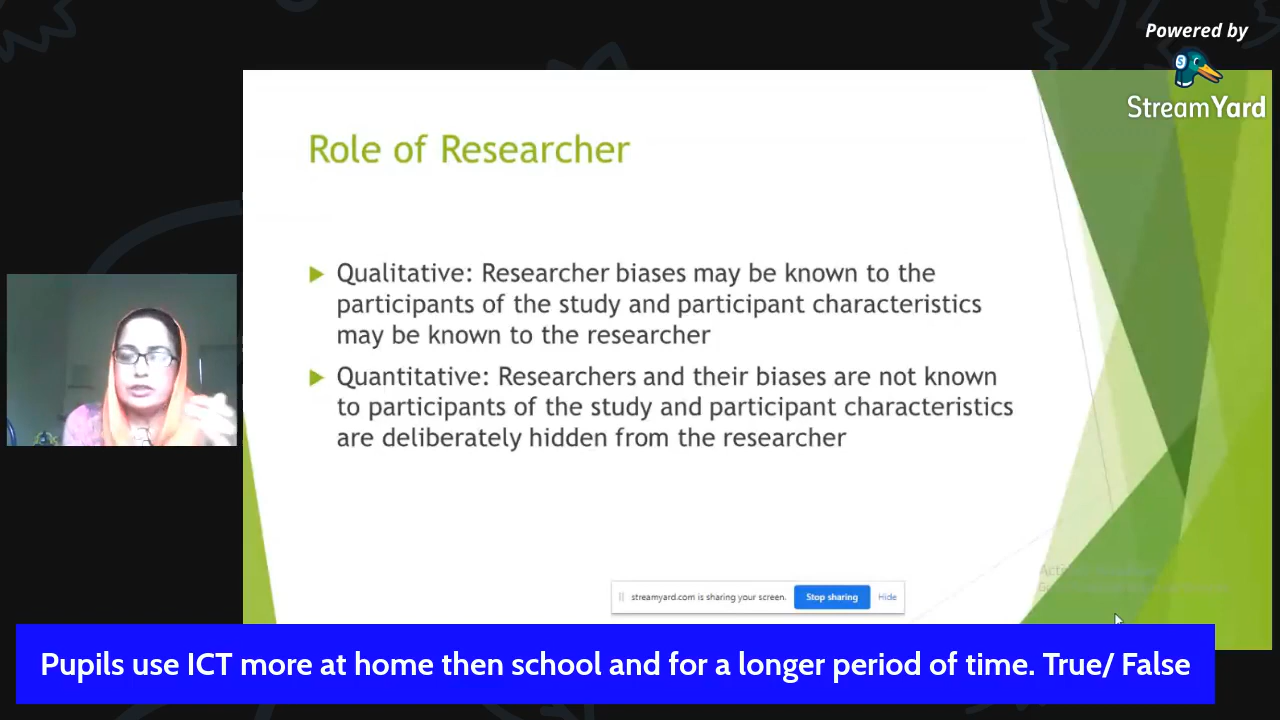 Powered by
StreamYard
Role of Researcher
Qualitative: Researcher biases may be known to the
participants of the study and participant characteristics
may be known to the researcher
Quantitative: Researchers and their biases are not known
to participants of the study and participant characteristics
are deliberately hidden from the researcher
streamyard.com is sharing your screen. Stop sharing Hide
Pupils use ICT more at home then school and for a longer period of time. True/ False